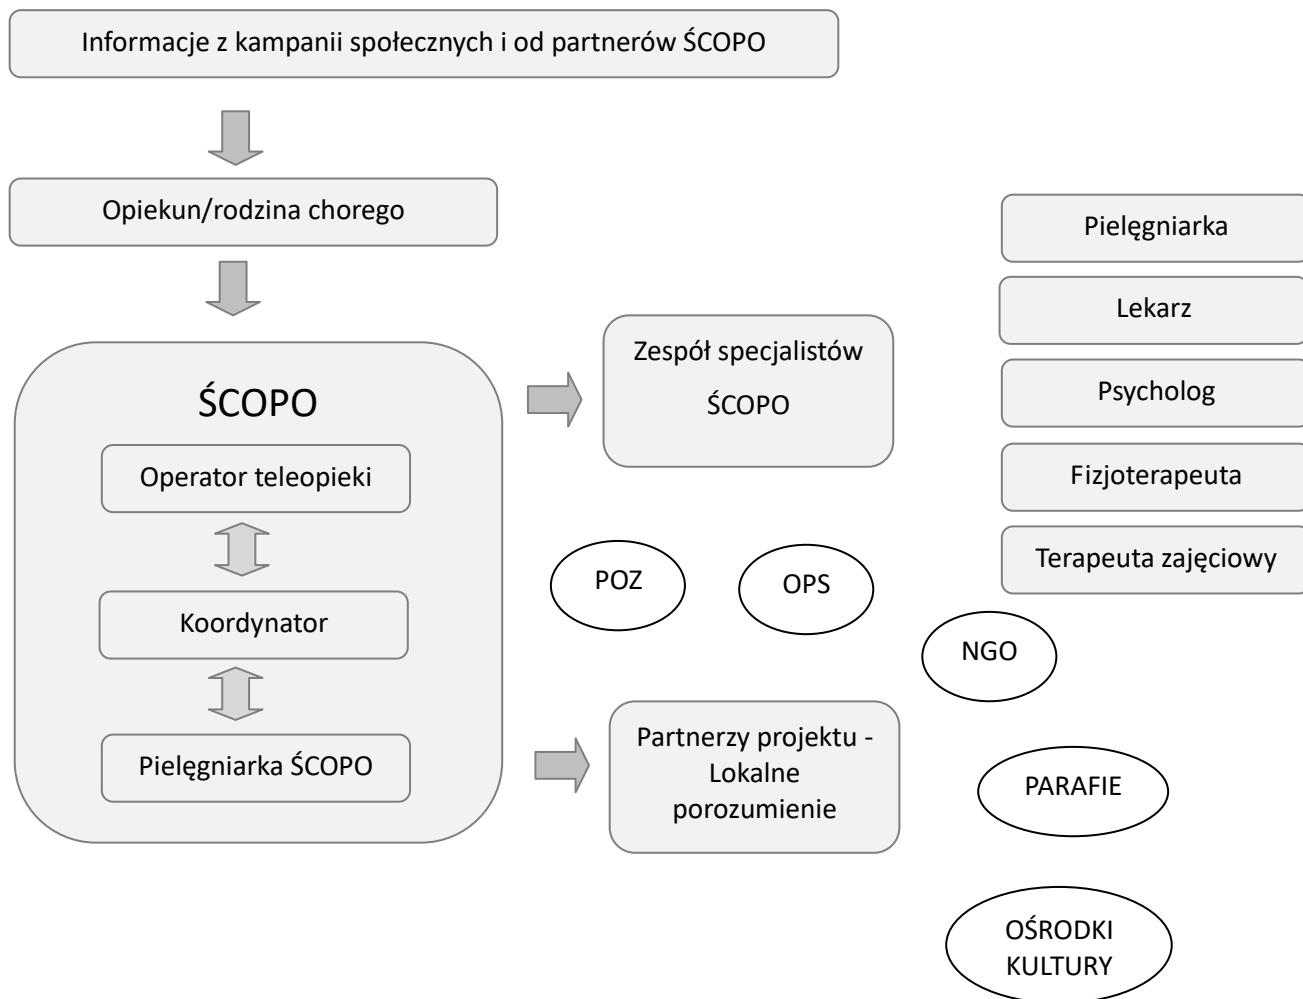 Informacje z kampanii społecznych i od partnerów ŚCOPO
Opiekun/rodzina chorego
ŚCOPO
Operator teleopieki
Koordynator
Pielęgniarka ŚCOPO
Zespół specjalistów
ŚCOPO
Pielęgniarka
Lekarz
Psycholog
Fizjoterapeuta
Terapeuta zajęciowy
POZ
OPS
NGO
Partnerzy projektu -
Lokalne
porozumienie
PARAFIE
OŚRODKI
KULTURY